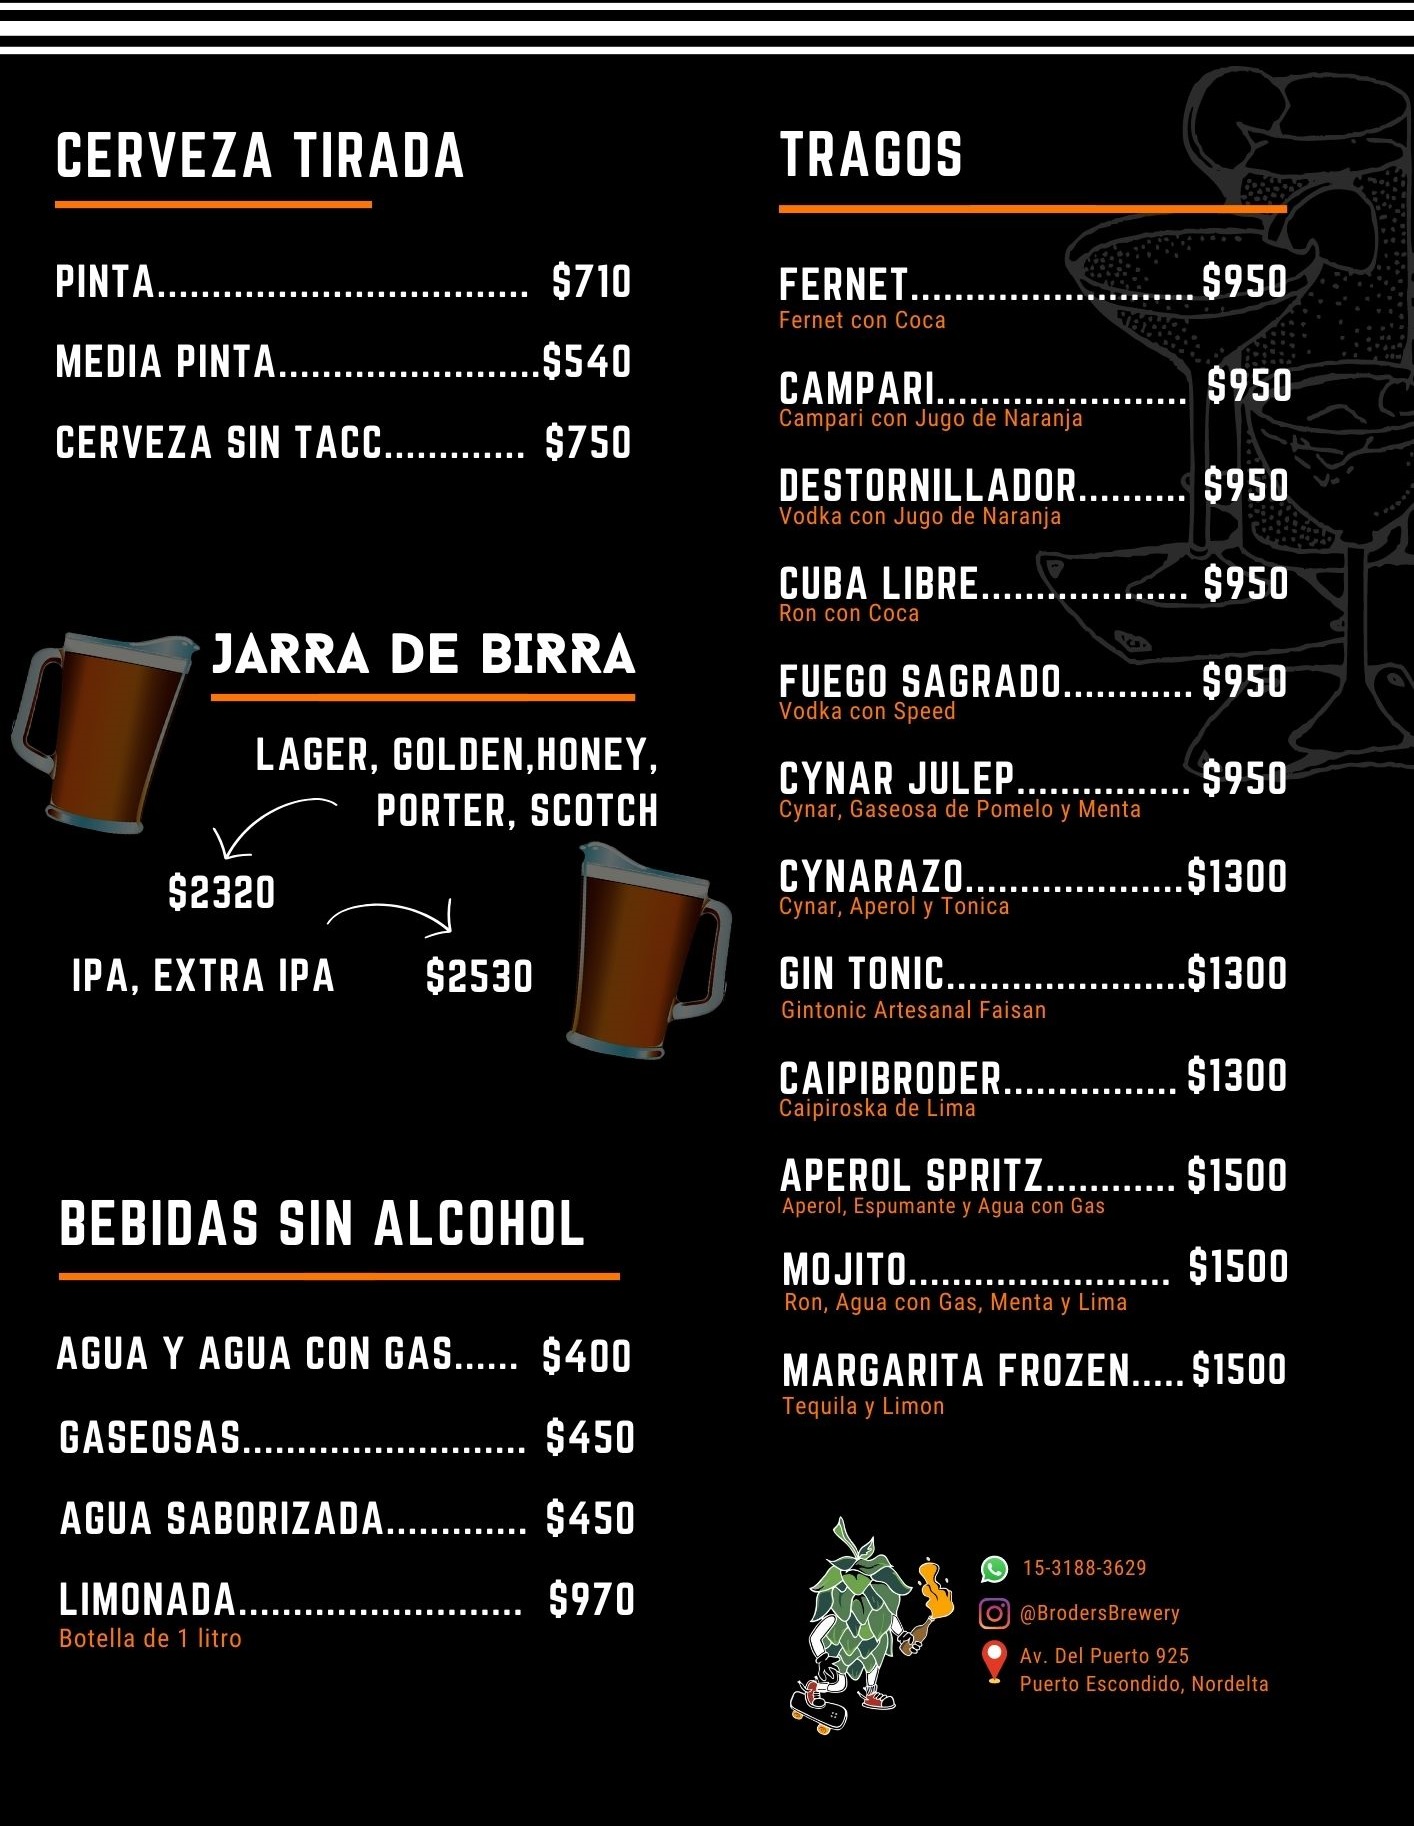 CERVEZA TIRADA
PINTA.................................. $710
MEDIA PINTA........................$540
CERVEZA SIN TACC............. $750
JARRA DE BIRRA
LAGER, GOLDEN,HONEY,
PORTER, SCOTCH
$2320
IPA, EXTRA IPA $2530
BEBIDAS SIN ALCOHOL
AGUA Y AGUA CON GAS...... $400
GASEOSAS.......................... $450
AGUA SABORIZADA............. $450
LIMONADA.......................... $970
Botella de 1 litro
TRAGOS
FERNET.......................... $950
Fernet con Coca
CAMPARI....................... $950
Campari con Jugo de Naranja
DESTORNILLADOR.......... $950
Vodka con Jugo de Naranja
CUBA LIBRE................... $950
Ron con Coca
FUEGO SAGRADO............ $950
Vodka con Speed
CYNAR JULEP................ $950
Cynar, Gaseosa de Pomelo y Menta
CYNARAZO....................$1300
Cynar, Aperol y Tonica
GIN TONIC......................$1300
Gintonic Artesanal Faisan
CAIPIBRODER................ $1300
Caipiroska de Lima
APEROL SPRITZ............ $1500
Aperol, Espumante y Agua con Gas
MOJITO........................ $1500
Ron, Agua con Gas, Menta y Lima
MARGARITA FROZEN..... $1500
Tequila y Limon
15-3188-3629
@BrodersBrewery
Av. Del Puerto 925
Puerto Escondido, Nordelta